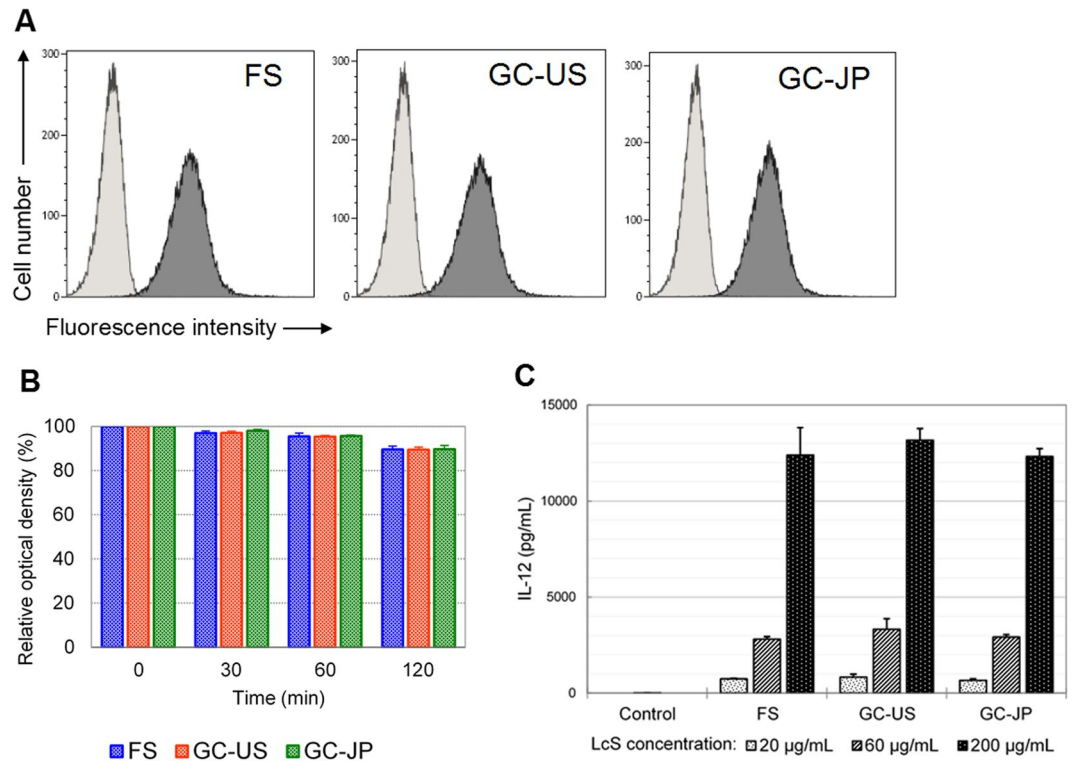 A
FS
GC-US
GC-JP
300
200
100
0
300
200
100
0
300
200
100
0
Cell number
Fluorescence intensity
B
100
80
60
40
20
0
Relative optical density (%)
0 30 60 120
Time (min)
FS GC-US GC-JP
C
15000
10000
5000
0
IL-12 (pg/mL)
Control FS GC-US GC-JP
LcS concentration: 20 µg/mL 60 µg/mL 200 µg/mL